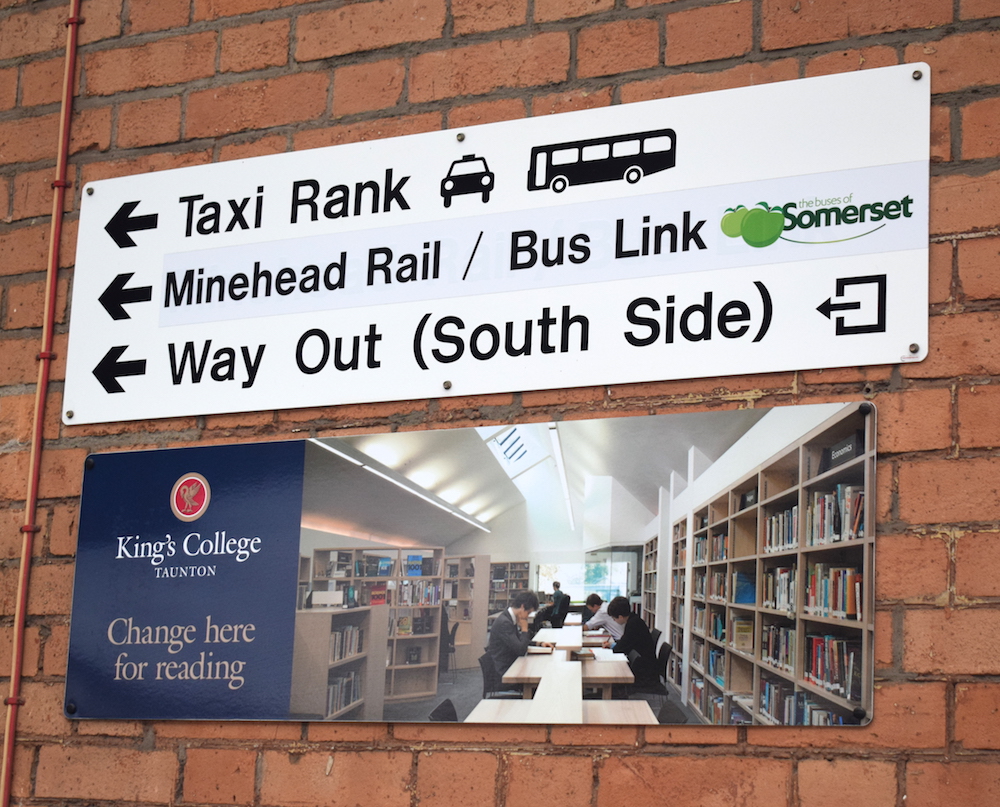 Taxi Rank
Minehead Rail / Bus Link
the buses of
Somerset
Way Out (South Side)
King's College
TAUNTON
Change here
for reading
Economics